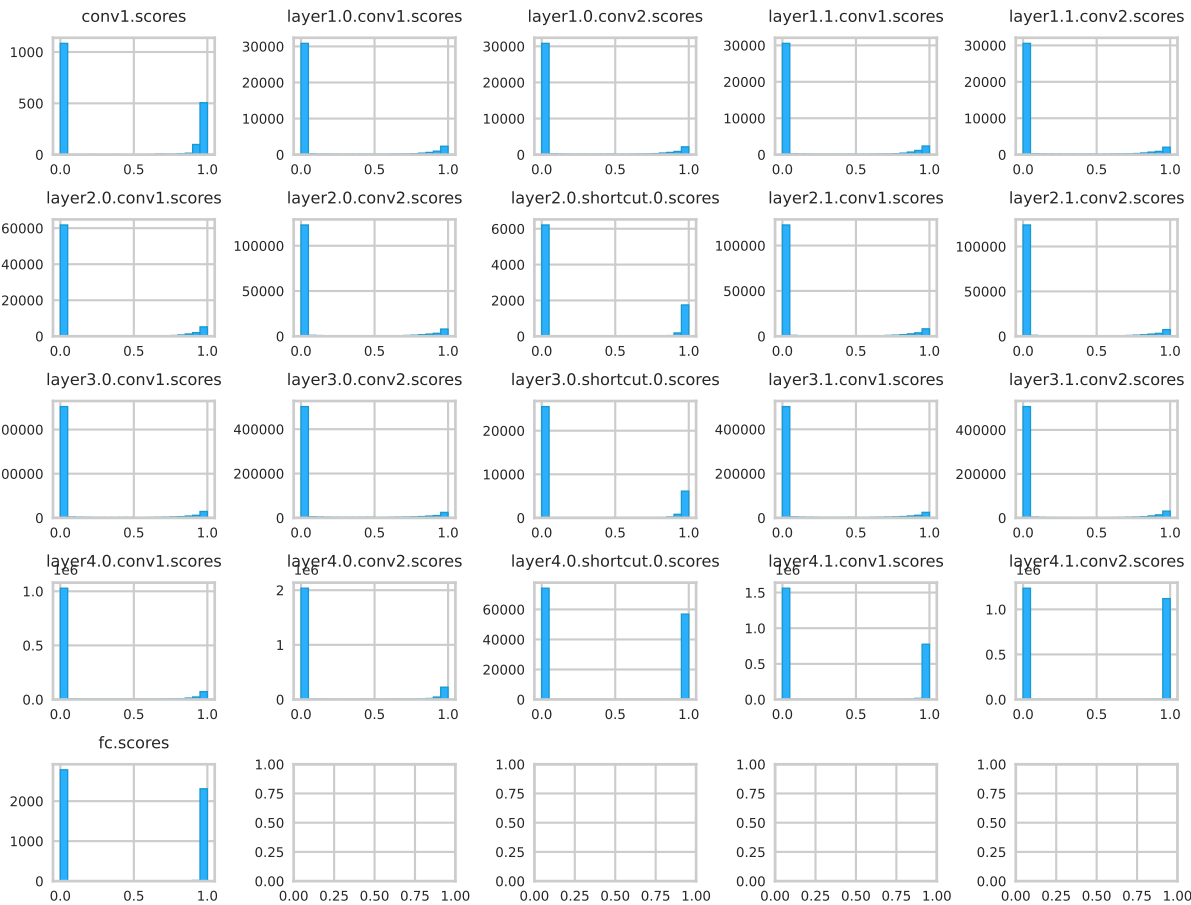 conv1.scores
layer1.0.conv1.scores
layer1.0.conv2.scores
layer1.1.conv1.scores
layer1.1.conv2.scores
1000
500
0
0.0 0.5 1.0
30000
20000
10000
0
0.0 0.5 1.0
30000
20000
10000
0
0.0 0.5 1.0
30000
20000
10000
0
0.0 0.5 1.0
30000
20000
10000
0
0.0 0.5 1.0
layer2.0.conv1.scores
layer2.0.conv2.scores
layer2.0.shortcut.0.scores
layer2.1.conv1.scores
layer2.1.conv2.scores
60000
40000
20000
0
0.0 0.5 1.0
100000
50000
0
0.0 0.5 1.0
6000
4000
2000
0
0.0 0.5 1.0
100000
50000
0
0.0 0.5 1.0
100000
50000
0
0.0 0.5 1.0
layer3.0.conv1.scores
layer3.0.conv2.scores
layer3.0.shortcut.0.scores
layer3.1.conv1.scores
layer3.1.conv2.scores
00000
00000
0
0.0 0.5 1.0
400000
200000
0
0.0 0.5 1.0
20000
10000
0
0.0 0.5 1.0
400000
200000
0
0.0 0.5 1.0
400000
200000
0
0.0 0.5 1.0
layer4.0.conv1.scores
layer4.0.conv2.scores
layer4.0.shortcut.0.scores
layer4.1.conv1.scores
layer4.1.conv2.scores
1e6
1.0
0.5
0.0
0.0 0.5 1.0
1e6
2
1
0
0.0 0.5 1.0
60000
40000
20000
0
0.0 0.5 1.0
1e6
1.5
1.0
0.5
0.0
0.0 0.5 1.0
1e6
1.0
0.5
0.0
0.0 0.5 1.0
fc.scores
2000
1000
0
0.0 0.5 1.0
1.00
0.75
0.50
0.25
0.00
0.00 0.25 0.50 0.75 1.00
1.00
0.75
0.50
0.25
0.00
0.00 0.25 0.50 0.75 1.00
1.00
0.75
0.50
0.25
0.00
0.00 0.25 0.50 0.75 1.00
1.00
0.75
0.50
0.25
0.00
0.00 0.25 0.50 0.75 1.00